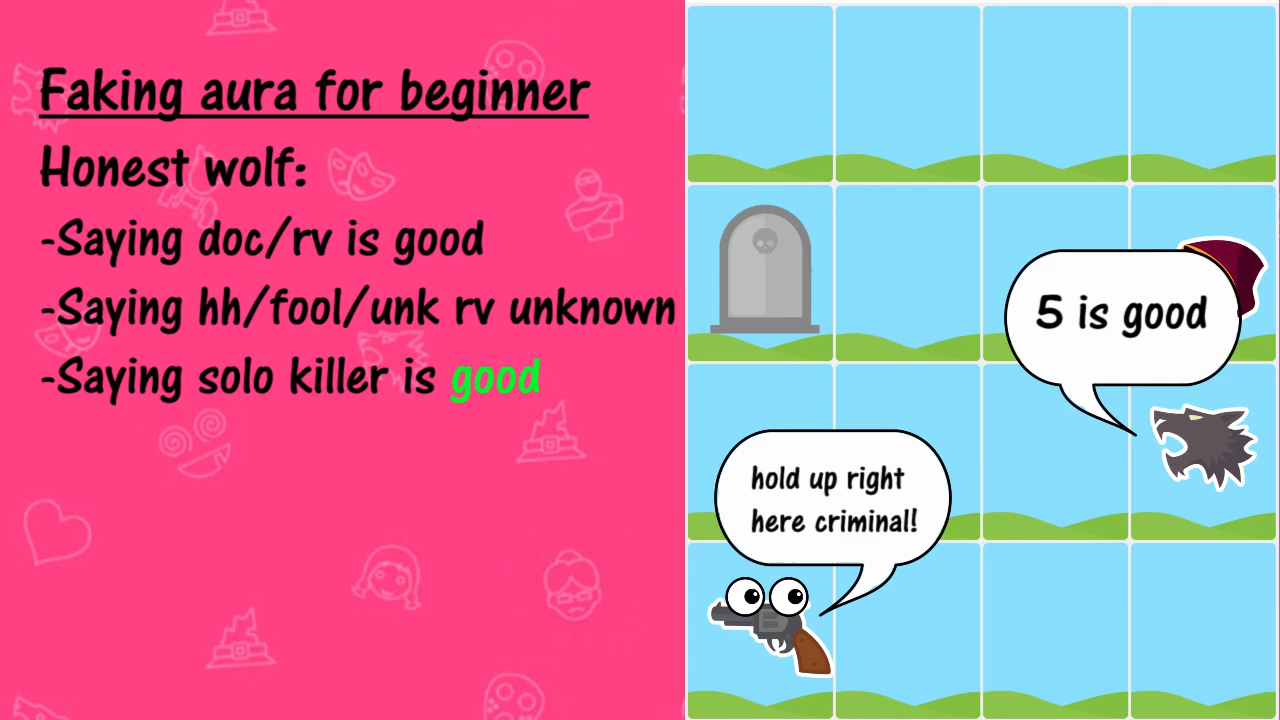 Faking aura for beginner
Honest wolf:
-Saying doc/rv is good
-Saying hh/fool/unk rv unknown
-Saying solo killer is good
5 is good
hold up right
here criminal!